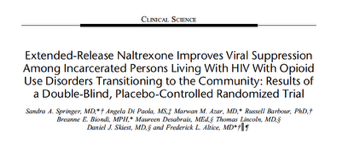 CLINICAL SCIENCE
Extended-Release Naltrexone Improves Viral Suppression
Among Incarcerated Persons Living With HIV With Opioid
Use Disorders Transitioning to the Community: Results of
a Double-Blind, Placebo-Controlled Randomized Trial
Sandra A. Springer, MD,*† Angela Di Paola, MS,‡ Marwan M. Azar, MD,* Russell Barbour, PhD,†
Breanne E. Biondi, MPH,* Maureen Desabrais, MEd,§ Thomas Lincoln, MD,§
Daniel J. Skiest, MD,§ and Frederick L. Altice, MD*†║¶